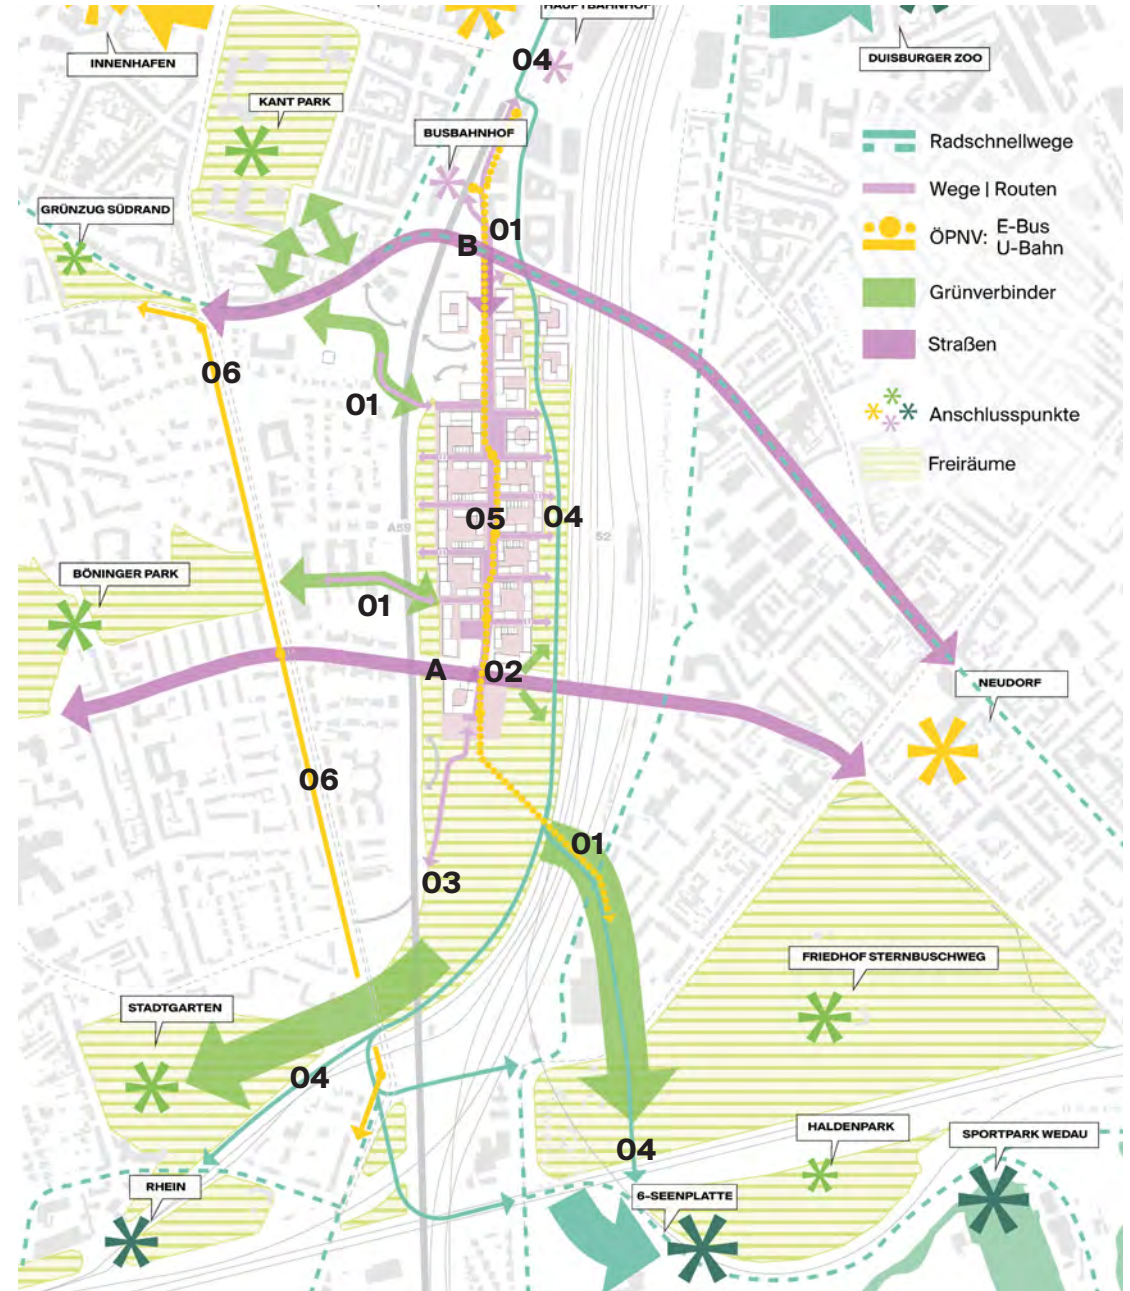 HAUPTBAHNHOF
INNENHAFEN
04
DUISBURGER ZOO
KANT PARK
BUSBAHNHOF
Radschnellwege
Wege | Routen
GRÜNZUG SÜDRAND
ÖPNV: E-Bus
U-Bahn
01
B
Grünverbinder
Straßen
06
01
Anschlusspunkte
Freiräume
05
04
A59
52
BÖNINGER PARK
01
A
02
NEUDORF
06
01
03
FRIEDHOF STERNBUSCHWEG
STADTGARTEN
04
HALDENPARK
SPORTPARK WEDAU
04
RHEIN
6-SEENPLATTE